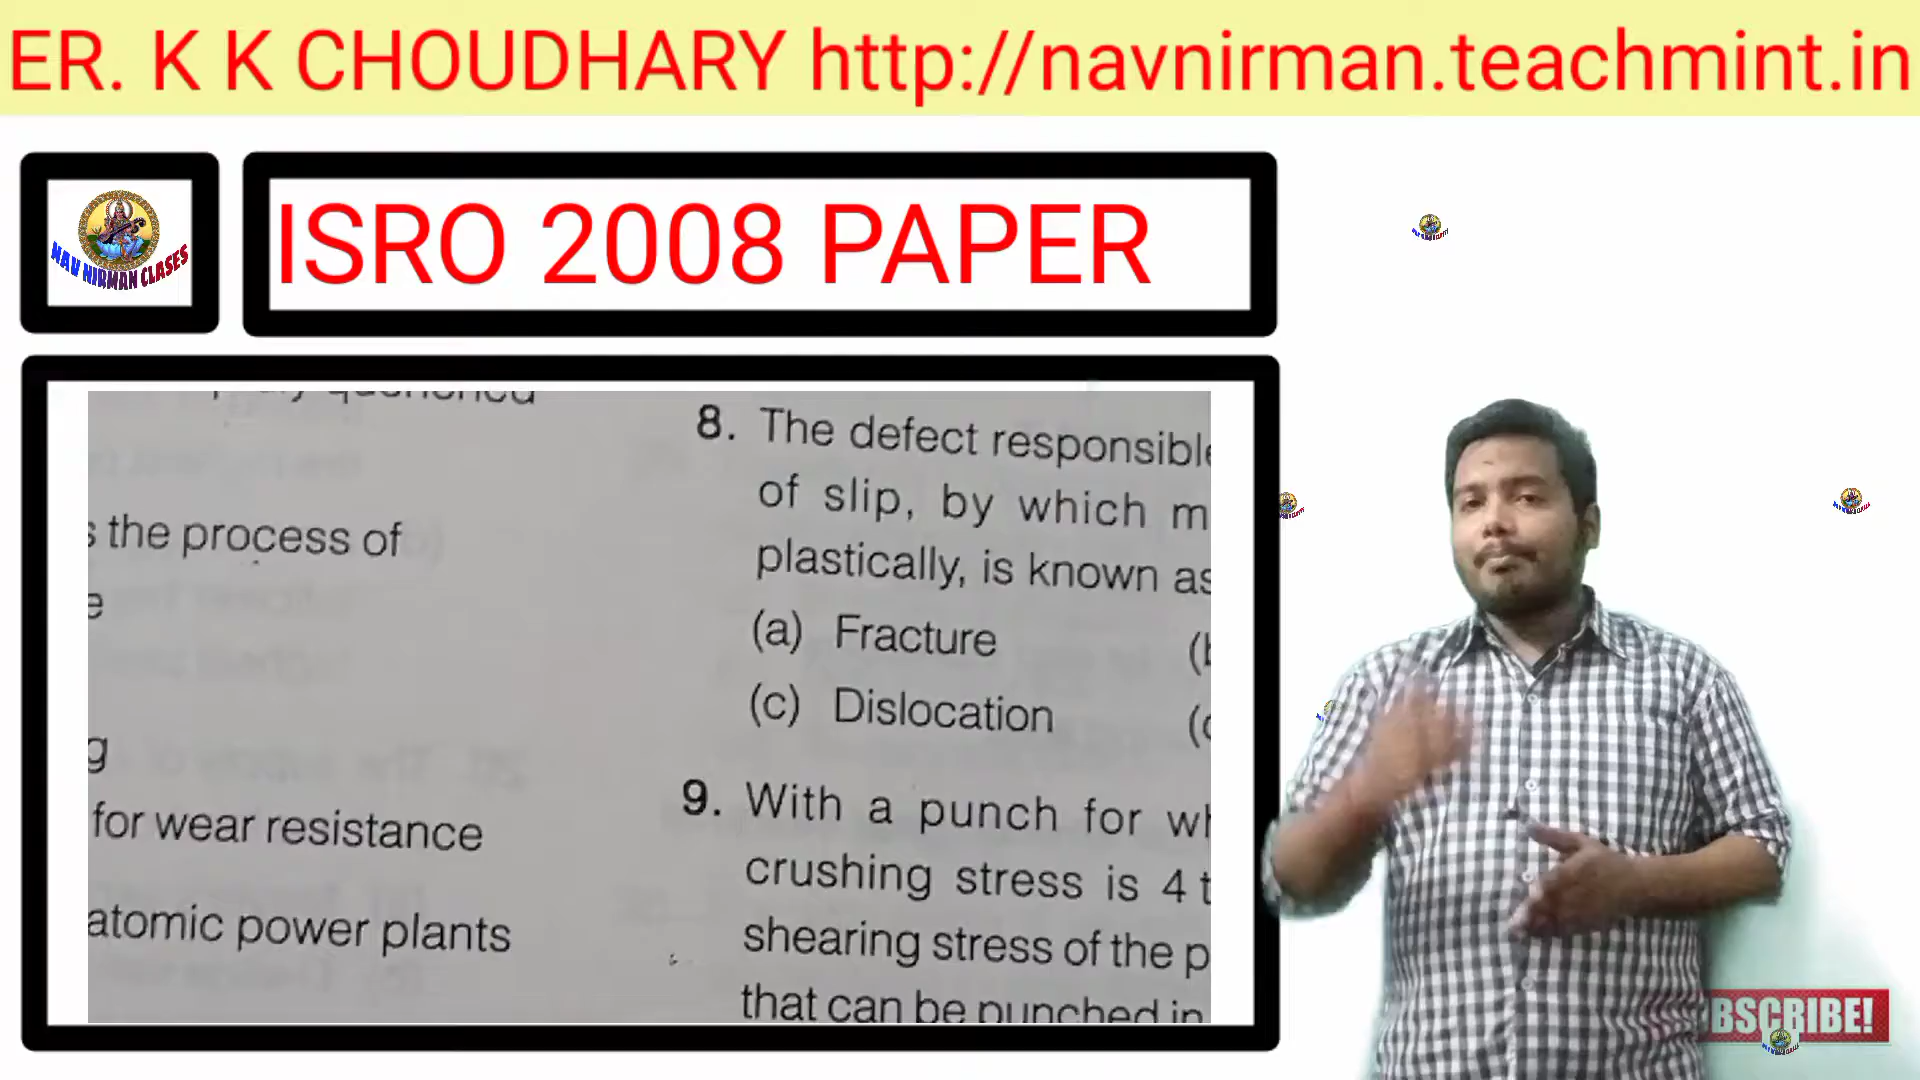 ER. K K CHOUDHARY http://navnirman.teachmint.in
NAV NIRMAN CLASES
ISRO 2008 PAPER
quenched
the process of
for wear resistance
atomic power plants
8. The defect responsible
of slip, by which m
plastically, is known as
(a) Fracture
(c) Dislocation
9. With a punch for wh
crushing stress is 4 t
shearing stress of the p
that can be punched in
BSCRIBE!